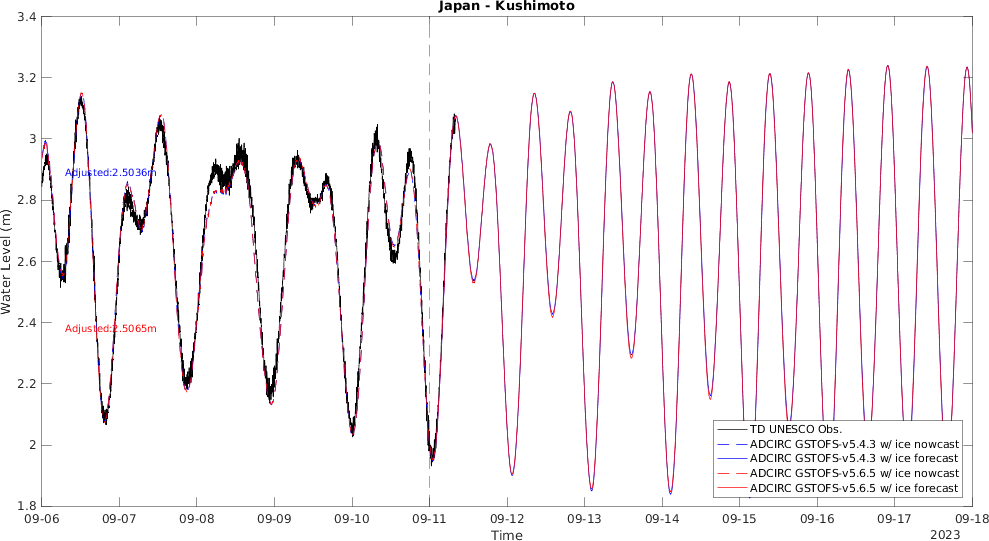 Japan - Kushimoto
Water Level (m)
3.4
3.2
3
2.8
2.6
2.4
2.2
2
1.8
Adjusted:2.5036m
Adjusted:2.5065m
TD UNESCO Obs.
ADCIRC GSTOFS-v5.4.3 w/ ice nowcast
ADCIRC GSTOFS-v5.4.3 w/ ice forecast
ADCIRC GSTOFS-v5.6.5 w/ ice nowcast
ADCIRC GSTOFS-v5.6.5 w/ ice forecast
09-06 09-07 09-08 09-09 09-10 09-11 09-12 09-13 09-14 09-15 09-16 09-17 09-18
Time
2023